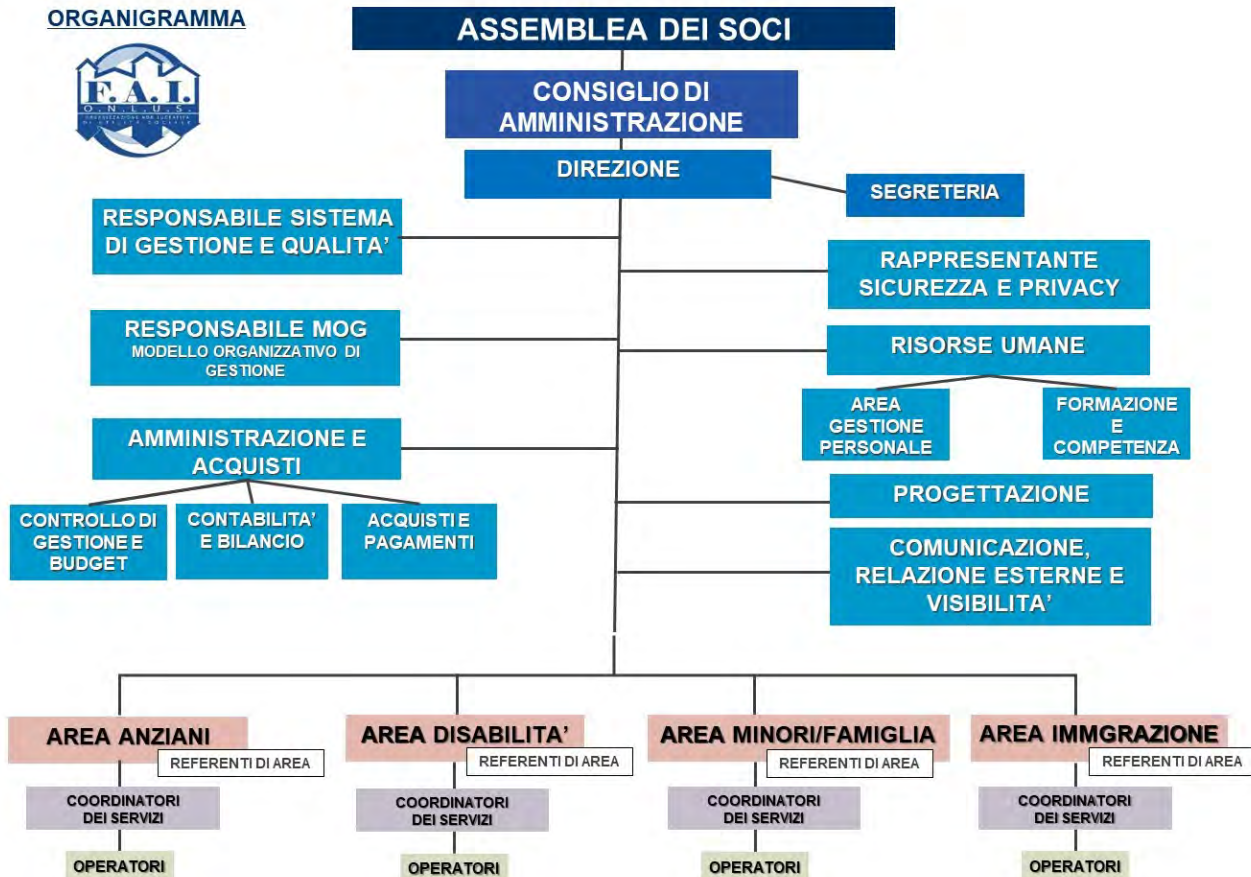 ORGANIGRAMMA
F.A.I.
O.N.L.U.S.
ASSEMBLEA DEI SOCI
CONSIGLIO DI
AMMINISTRAZIONE
DIREZIONE
SEGRETERIA
RESPONSABILE SISTEMA
DI GESTIONE E QUALITA'
RAPPRESENTANTE
SICUREZZA E PRIVACY
RESPONSABILE MOG
MODELLO ORGANIZZATIVO DI
GESTIONE
RISORSE UMANE
AREA
GESTIONE
PERSONALE
FORMAZIONE
E
COMPETENZA
AMMINISTRAZIONE E
ACQUISTI
CONTROLLO DI
GESTIONE E
BUDGET
CONTABILITA'
E BILANCIO
ACQUISTI E
PAGAMENTI
PROGETTAZIONE
COMUNICAZIONE,
RELAZIONE ESTERNE E
VISIBILITA'
AREA ANZIANI
REFERENTI DI AREA
COORDINATORI
DEI SERVIZI
OPERATORI
AREA DISABILITA'
REFERENTI DI AREA
COORDINATORI
DEI SERVIZI
OPERATORI
AREA MINORI/FAMIGLIA
REFERENTI DI AREA
COORDINATORI
DEI SERVIZI
OPERATORI
AREA IMMGRAZIONE
REFERENTI DI AREA
COORDINATORI
DEI SERVIZI
OPERATORI